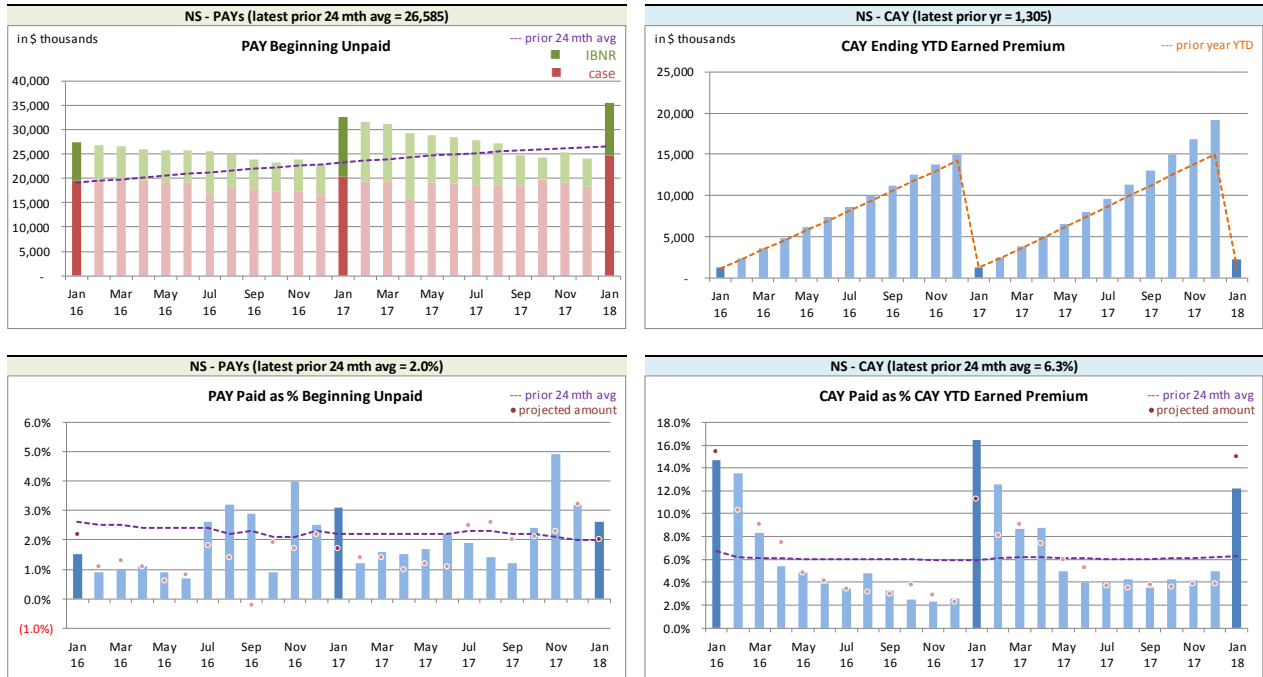 NS - PAYs (latest prior 24 mth avg = 26,585)
in $ thousands
PAY Beginning Unpaid
--- prior 24 mth avg
IBNR
case
40,000
35,000
30,000
25,000
20,000
15,000
10,000
5,000
-
Jan Mar May Jul Sep Nov Jan Mar May Jul Sep Nov Jan
16 16 16 16 16 16 17 17 17 17 17 17 18
NS - CAY (latest prior yr = 1,305)
in $ thousands
CAY Ending YTD Earned Premium
--- prior year YTD
25,000
20,000
15,000
10,000
5,000
-
Jan Mar May Jul Sep Nov Jan Mar May Jul Sep Nov Jan
16 16 16 16 16 16 17 17 17 17 17 17 18
NS - PAYs (latest prior 24 mth avg = 2.0%)
PAY Paid as % Beginning Unpaid
--- prior 24 mth avg
projected amount
6.0%
5.0%
4.0%
3.0%
2.0%
1.0%
0.0%
(1.0%)
Jan Mar May Jul Sep Nov Jan Mar May Jul Sep Nov Jan
16 16 16 16 16 16 17 17 17 17 17 17 18
NS - CAY (latest prior 24 mth avg = 6.3%)
CAY Paid as % CAY YTD Earned Premium
--- prior 24 mth avg
projected amount
18.0%
16.0%
14.0%
12.0%
10.0%
8.0%
6.0%
4.0%
2.0%
0.0%
Jan Mar May Jul Sep Nov Jan Mar May Jul Sep Nov Jan
16 16 16 16 16 16 17 17 17 17 17 17 18